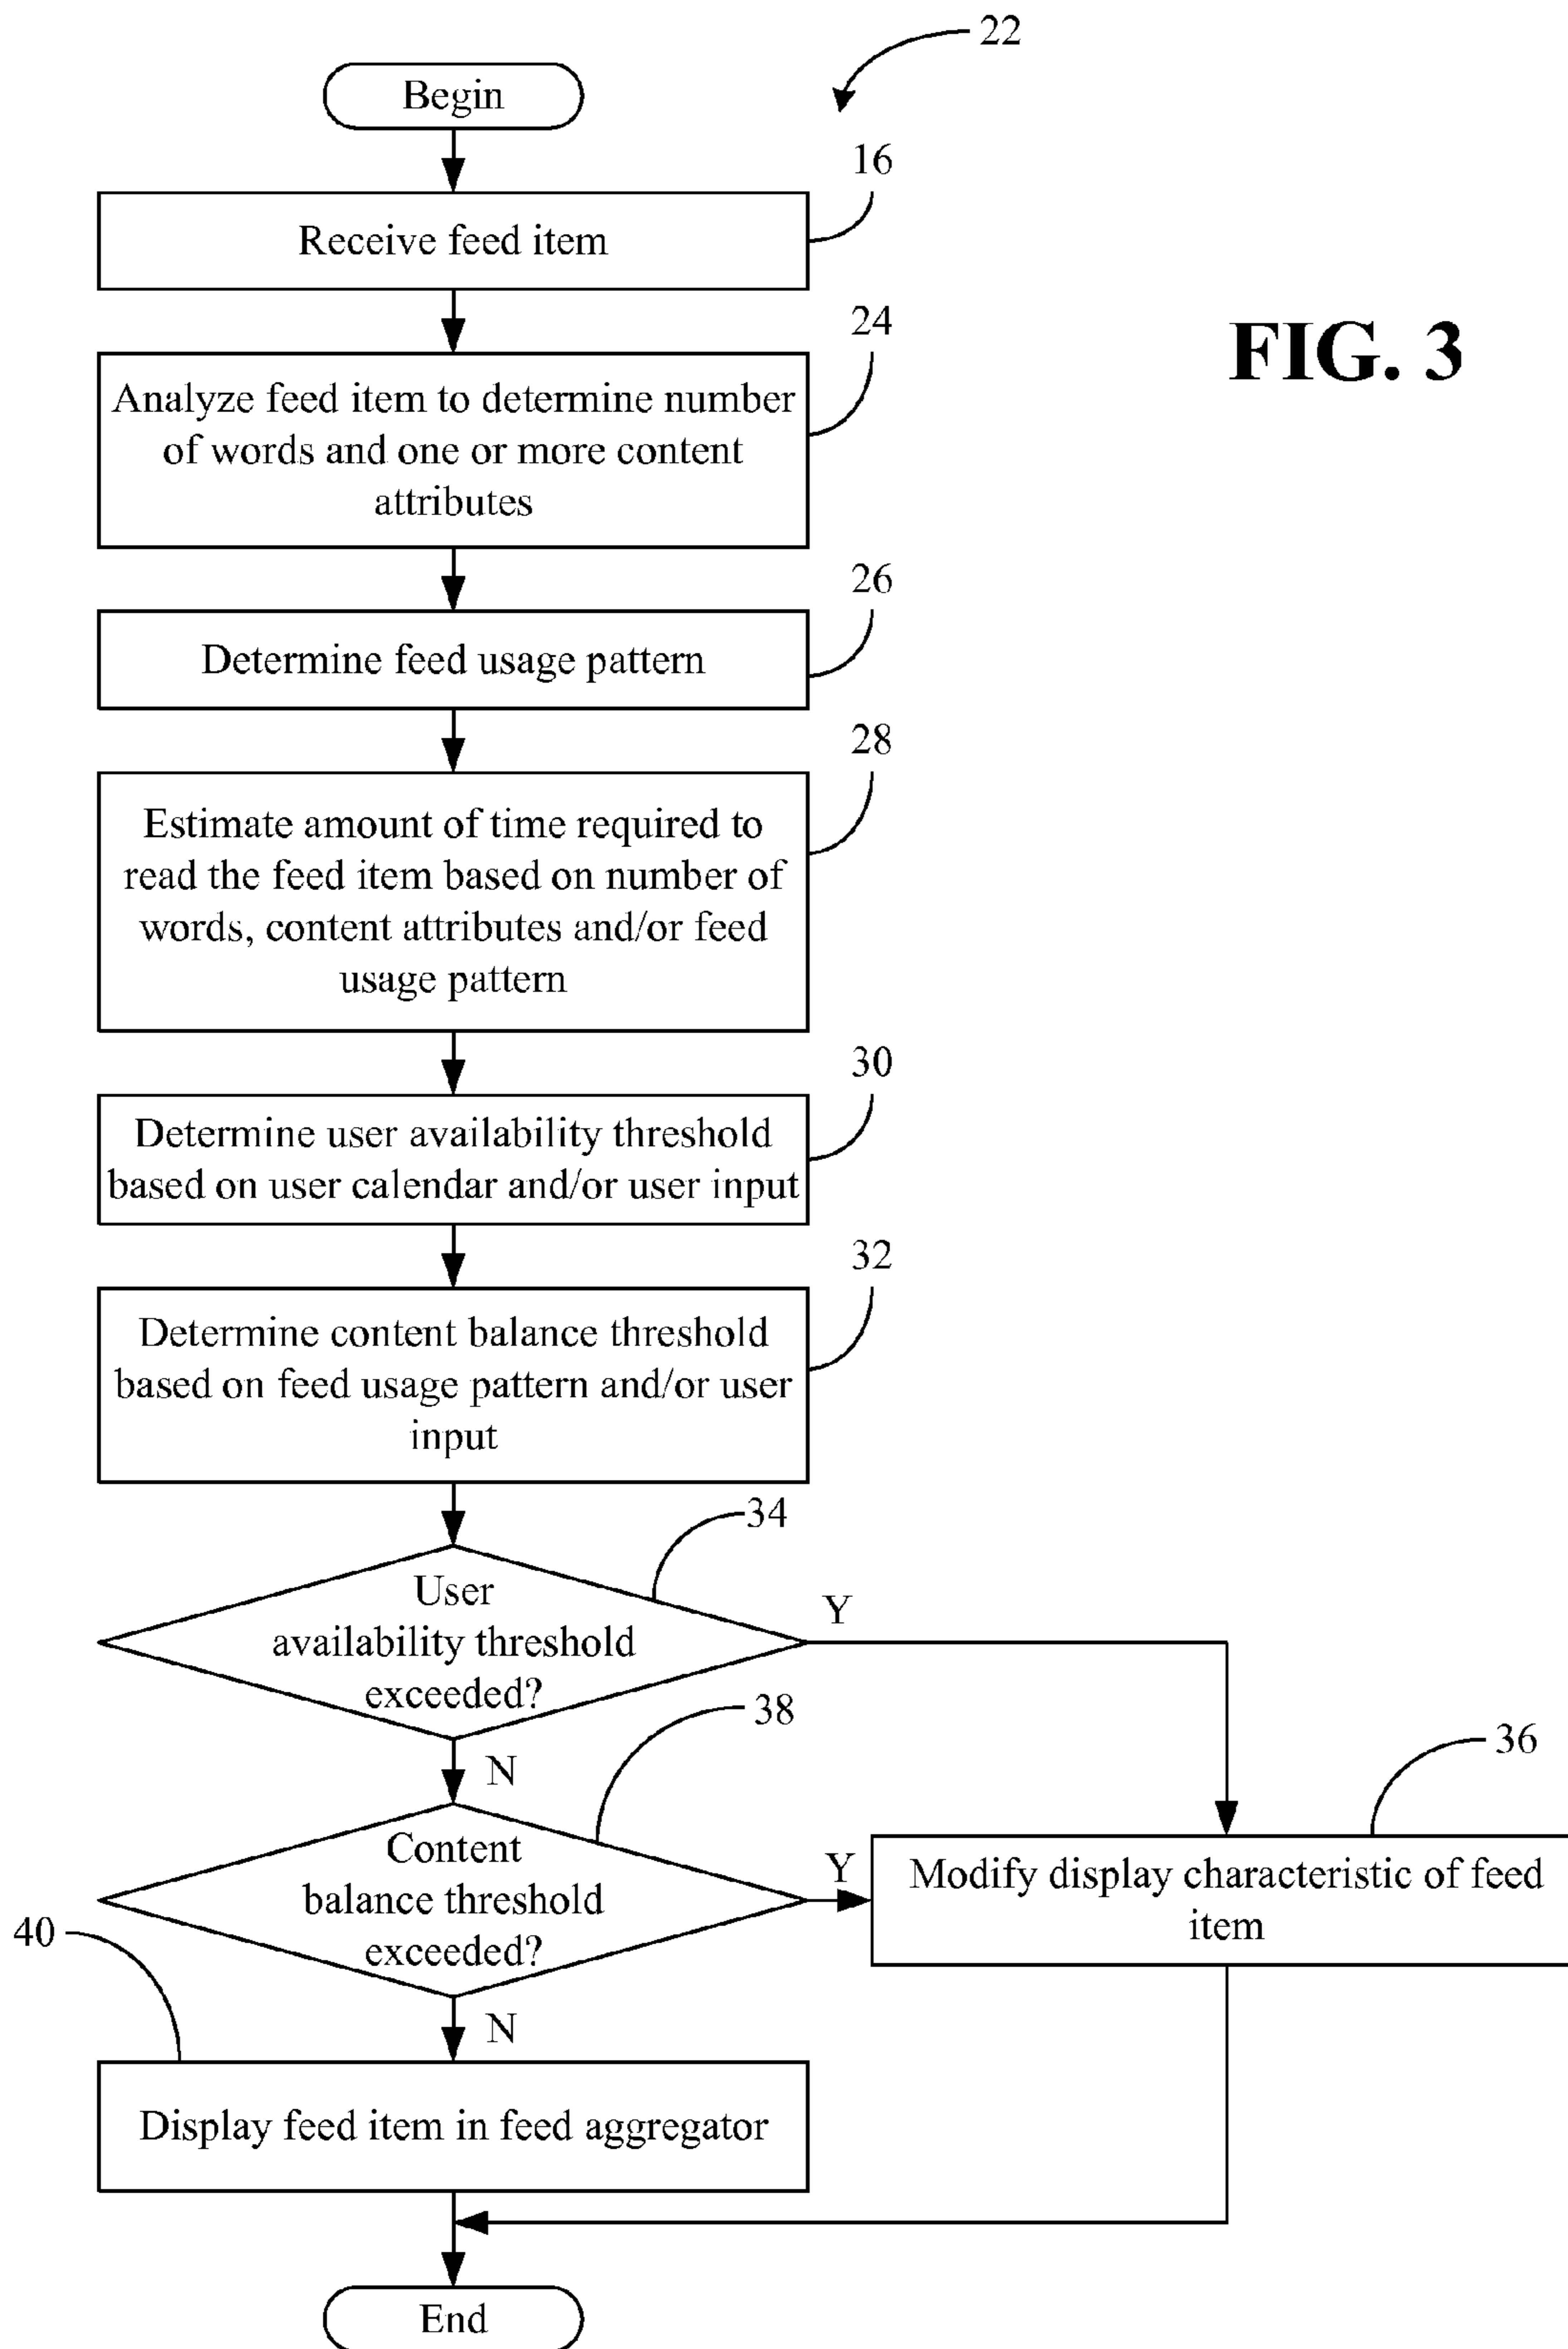 22
Begin
16
Receive feed item
FIG. 3
24
Analyze feed item to determine number
of words and one or more content
attributes
26
Determine feed usage pattern
28
Estimate amount of time required to
read the feed item based on number of
words, content attributes and/or feed
usage pattern
30
Determine user availability threshold
based on user calendar and/or user input
32
Determine content balance threshold
based on feed usage pattern and/or user
input
34
User
availability threshold
exceeded?
Y
N
38
36
Content
balance threshold
exceeded?
Y
Modify display characteristic of feed
item
40
N
Display feed item in feed aggregator
End